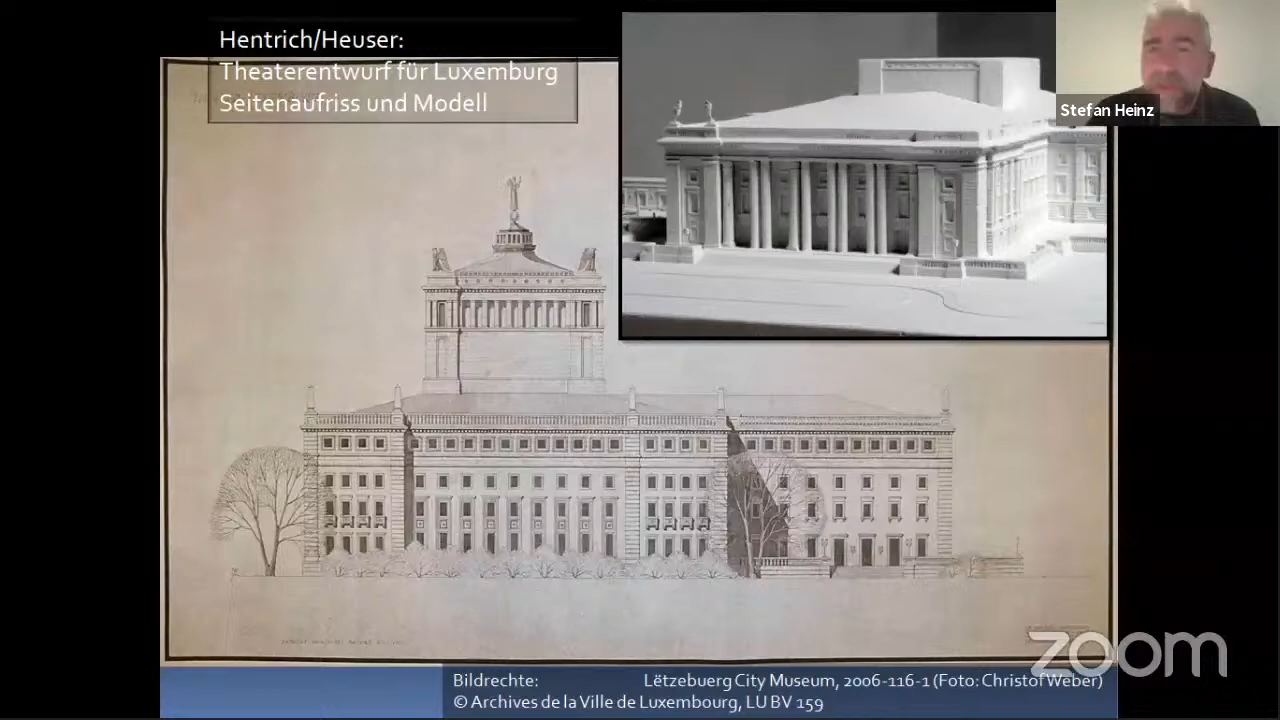 Hentrich/Heuser:
Theaterentwurf für Luxemburg
Seitenaufriss und Modell
Stefan Heinz
zoom
Bildrechte: Lëtzebuerg City Museum, 2006-116-1 (Foto: Christof Weber)
© Archives de la Ville de Luxembourg, LU BV 159